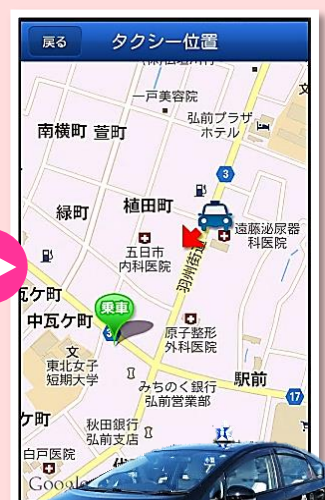 戻る
タクシー位置
一戸美容院
弘前プラザ
ホテル
南横町
萱町
3
緑町
植田町
遠藤泌尿器
科医院
五日市
内科医院
羽州街道
瓦ケ町
中瓦ケ町
乗車
3
原子整形
外科医院
文
東北女子
短期大学
みちのく銀行
弘前営業部
駅前
17
ケ町
秋田銀行
弘前支店
白戸医院
Google